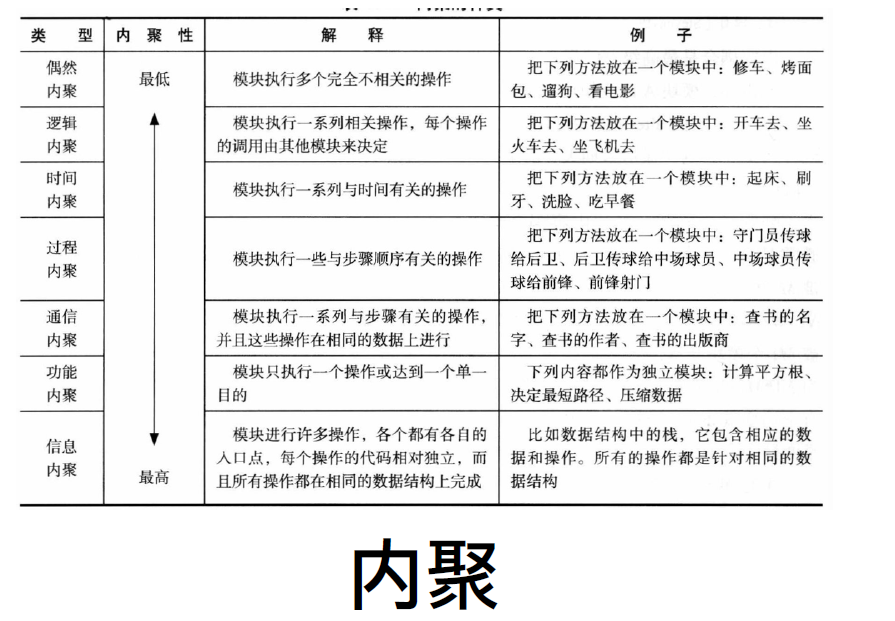 类 型 内 聚 性 解 释 例 子
偶然
内聚
最低
模块执行多个完全不相关的操作
把下列方法放在一个模块中：修车、烤面
包、遛狗、看电影
逻辑
内聚
模块执行一系列相关操作，每个操作
的调用由其他模块来决定
把下列方法放在一个模块中：开车去、坐
火车去、坐飞机去
时间
内聚
模块执行一系列与时间有关的操作
把下列方法放在一个模块中：起床、刷
牙、洗脸、吃早餐
过程
内聚
模块执行一些与步骤顺序有关的操作
把下列方法放在一个模块中：守门员传球
给后卫、后卫传球给中场球员、中场球员传
球给前锋、前锋射门
通信
内聚
模块执行一系列与步骤有关的操作，
并且这些操作在相同的数据上进行
把下列方法放在一个模块中：查书的名
字、查书的作者、查书的出版商
功能
内聚
模块只执行一个操作或达到一个单一
目的
下列内容都作为独立模块：计算平方根、
决定最短路径、压缩数据
信息
内聚
最高
模块进行许多操作，各个都有各自的
入口点，每个操作的代码相对独立，而
且所有操作都在相同的数据结构上完成
比如数据结构中的栈，它包含相应的数
据和操作。所有的操作都是针对相同的数
据结构
内聚